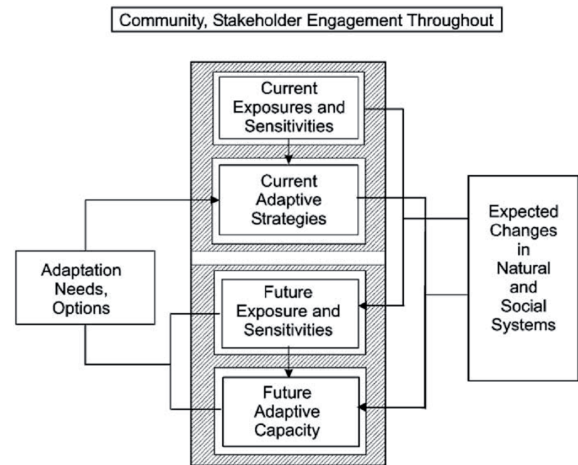 Community, Stakeholder Engagement Throughout
Current
Exposures and
Sensitivities
Current
Adaptive
Strategies
Adaptation
Needs,
Options
Future
Exposure and
Sensitivities
Future
Adaptive
Capacity
Expected
Changes
in
Natural
and
Social
Systems